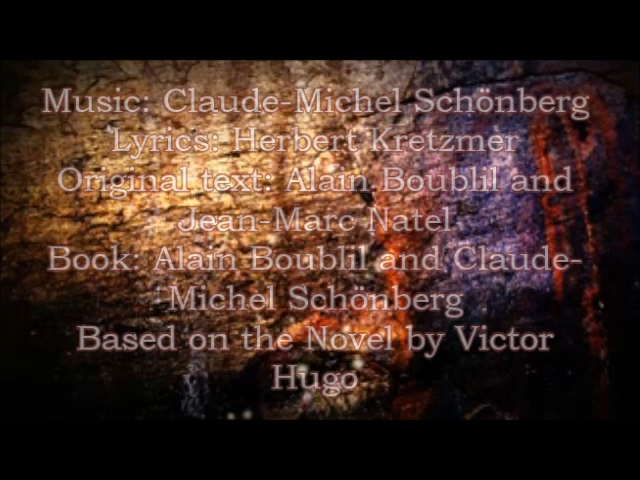 Music: Claude-Michel Schönberg
Lyrics: Herbert Kretzmer
Original text: Alain Boublil and
Jean-Marc Natel
Book: Alain Boublil and Claude-
Michel Schönberg
Based on the Novel by Victor
Hugo